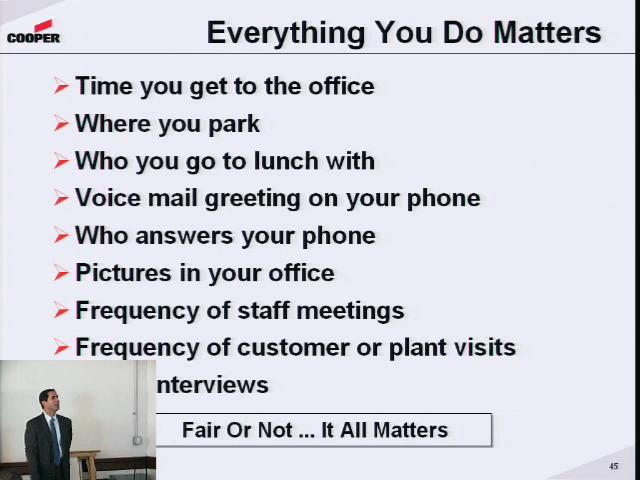 COOPER
Everything You Do Matters
Time you get to the office
Where you park
Who you go to lunch with
Voice mail greeting on your phone
Who answers your phone
Pictures in your office
Frequency of staff meetings
Frequency of customer or plant visits
nterviews
Fair Or Not ... It All Matters
45